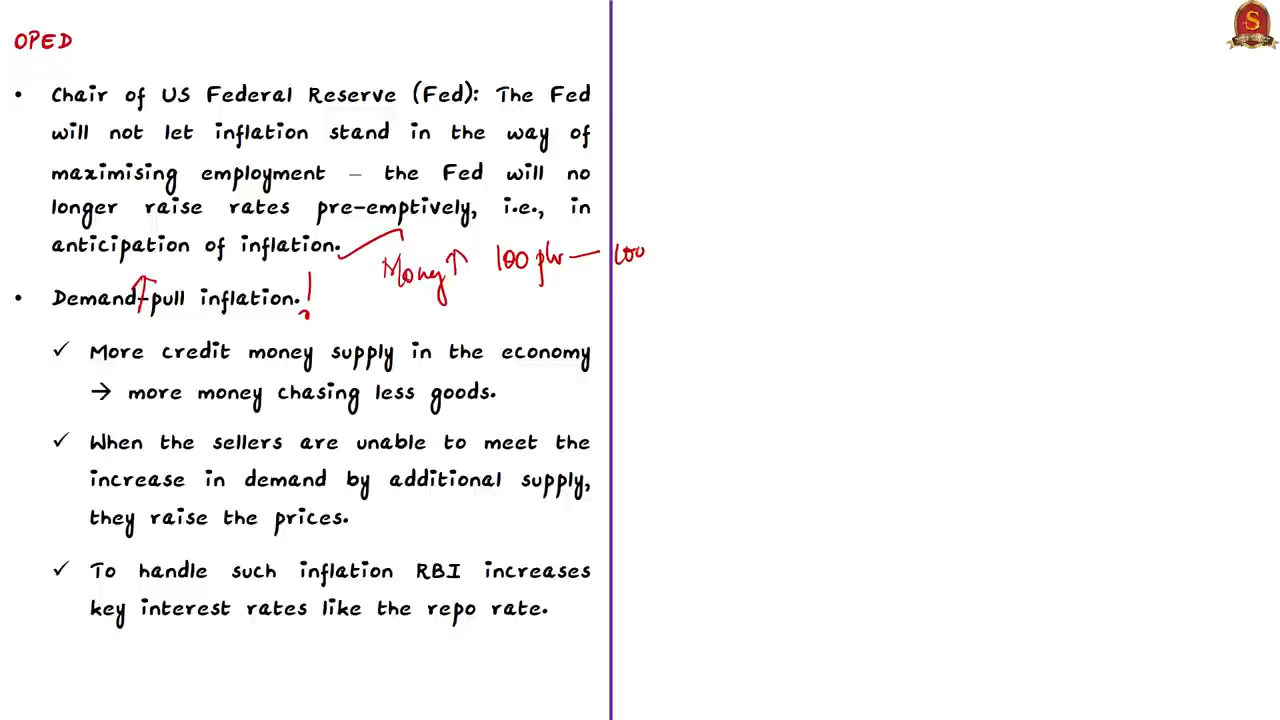 OPED
• Chair of US Federal Reserve (Fed): The Fed
will not let inflation stand in the way of
maximising employment – the Fed will no
longer raise rates pre-emptively, i.e., in
anticipation of inflation.
Money↑ 100
• Demand-pull inflation.
✓ More credit money supply in the economy
→ more money chasing less goods.
✓ When the sellers are unable to meet the
increase in demand by additional supply,
they raise the prices.
✓ To handle such inflation RBI increases
key interest rates like the repo rate.
S